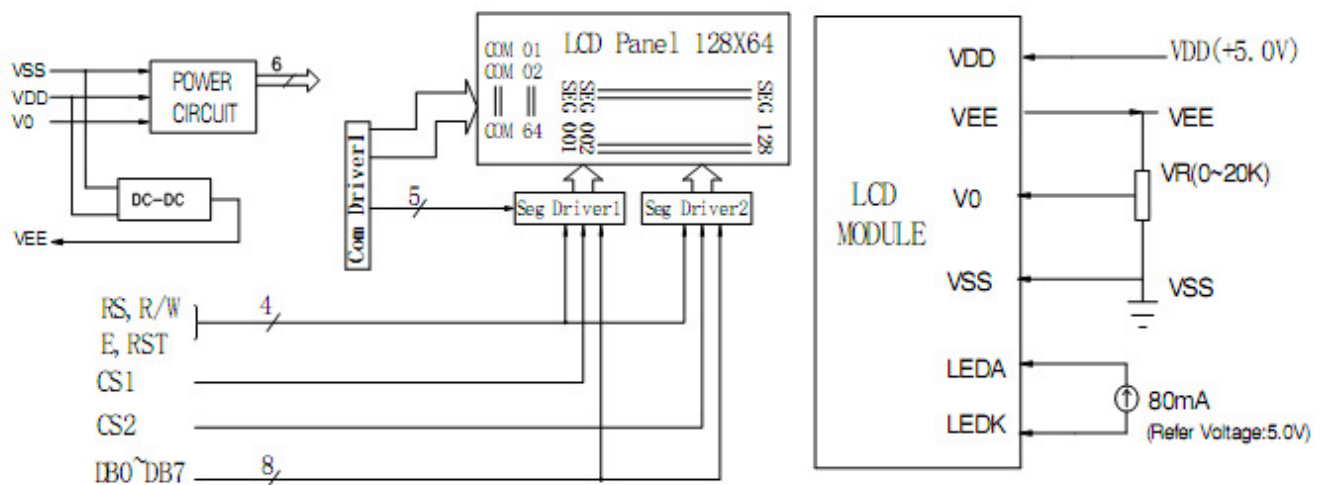 VSS
VDD
V0
POWER
CIRCUIT
6
DC-DC
VEE
Com Driver1
COM 01
COM 02
COM 64
LCD Panel 128X64
SEG 001
SEG 002
SEG 128
5
Seg Driver1
Seg Driver2
RS, R/W
E, RST
4
CS1
CS2
DB0~DB7
8
LCD
MODULE
VDD
VEE
V0
VSS
LEDA
LEDK
VDD(+5.0V)
VEE
VR(0~20K)
VSS
80mA
(Refer Voltage:5.0V)